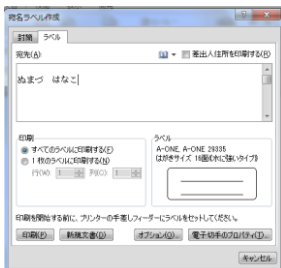 宛名ラベル作成
封筒 ラベル
宛先(A): 差出人住所を印刷する(R)
ぬまづ はなこ
印刷
すべてのラベルに印刷する(F)
1 枚のラベルに印刷する(N)
行(W) 1 列(C) 1
ラベル
A-ONE, A-ONE 29335
はがきサイズ 16面(水に強いタイプ)
印刷を開始する前に、プリンターの手差しフィーダーにラベルをセットしてください。
印刷(P) 新規文書(D) オプション(O)... 電子切手のプロパティ(I)...
キャンセル